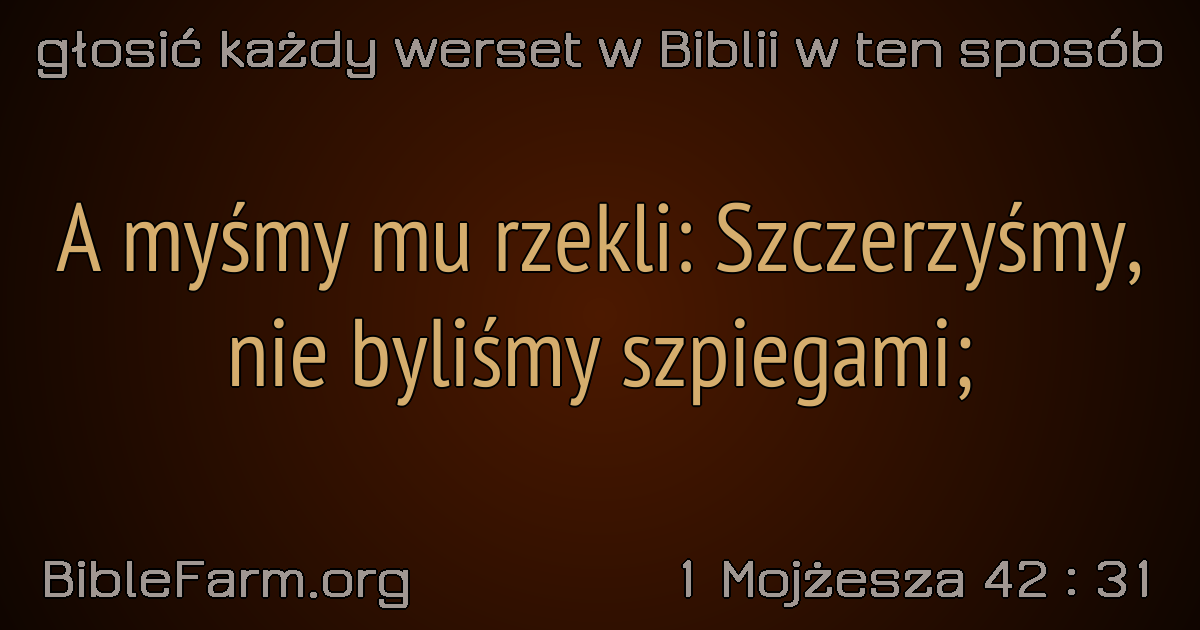 głosić każdy werset w Biblii w ten sposób
A myśmy mu rzekli: Szczerzyśmy,
nie byliśmy szpiegami;
BibleFarm.org
1 Mojżesza 42 : 31